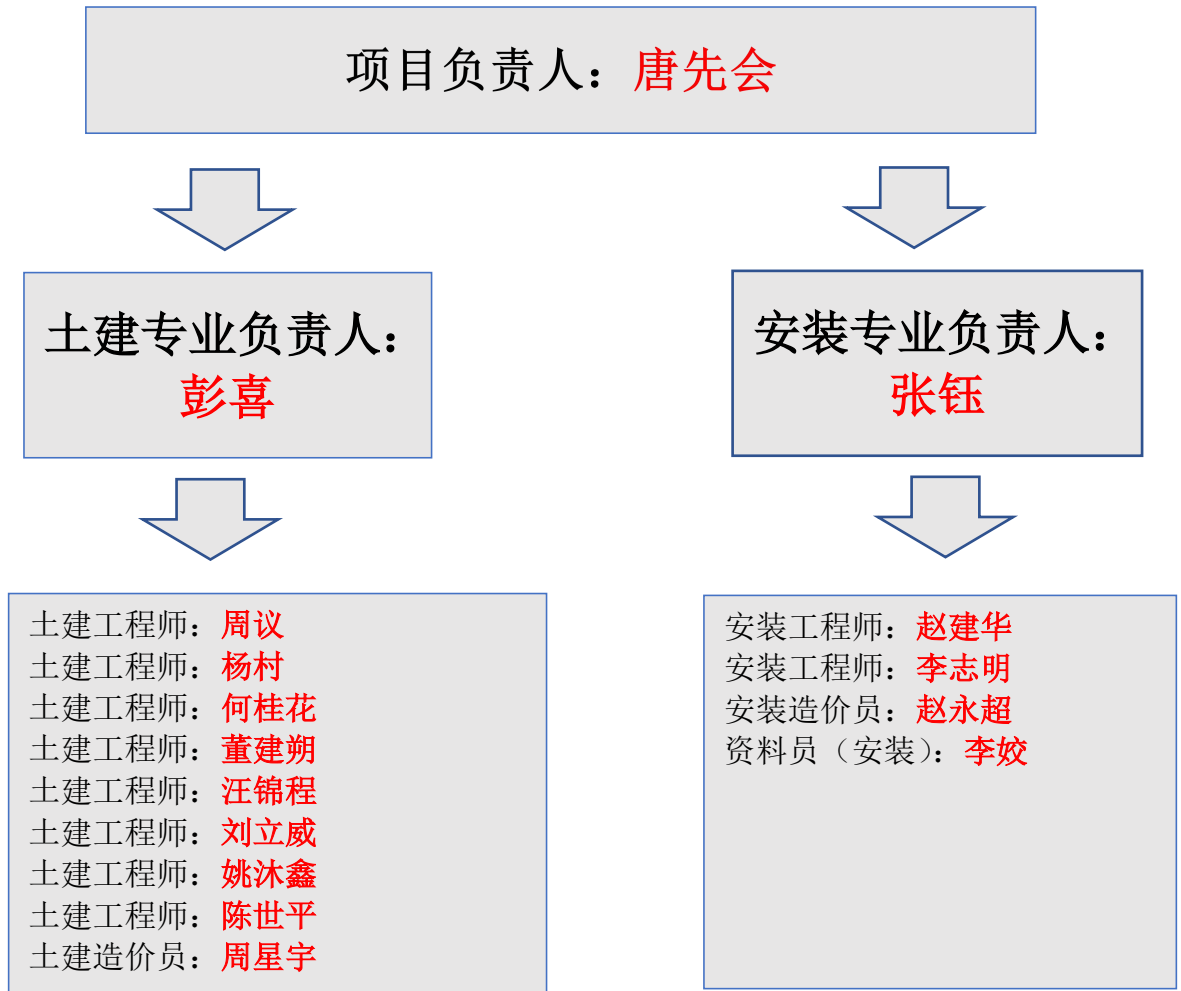 项目负责人：唐先会
土建专业负责人：
彭喜
安装专业负责人：
张钰
土建工程师：周议
土建工程师：杨村
土建工程师：何桂花
土建工程师：董建朔
土建工程师：汪锦程
土建工程师：刘立威
土建工程师：姚沐鑫
土建工程师：陈世平
土建造价员：周星宇
安装工程师：赵建华
安装工程师：李志明
安装造价员：赵永超
资料员（安装）：李姣